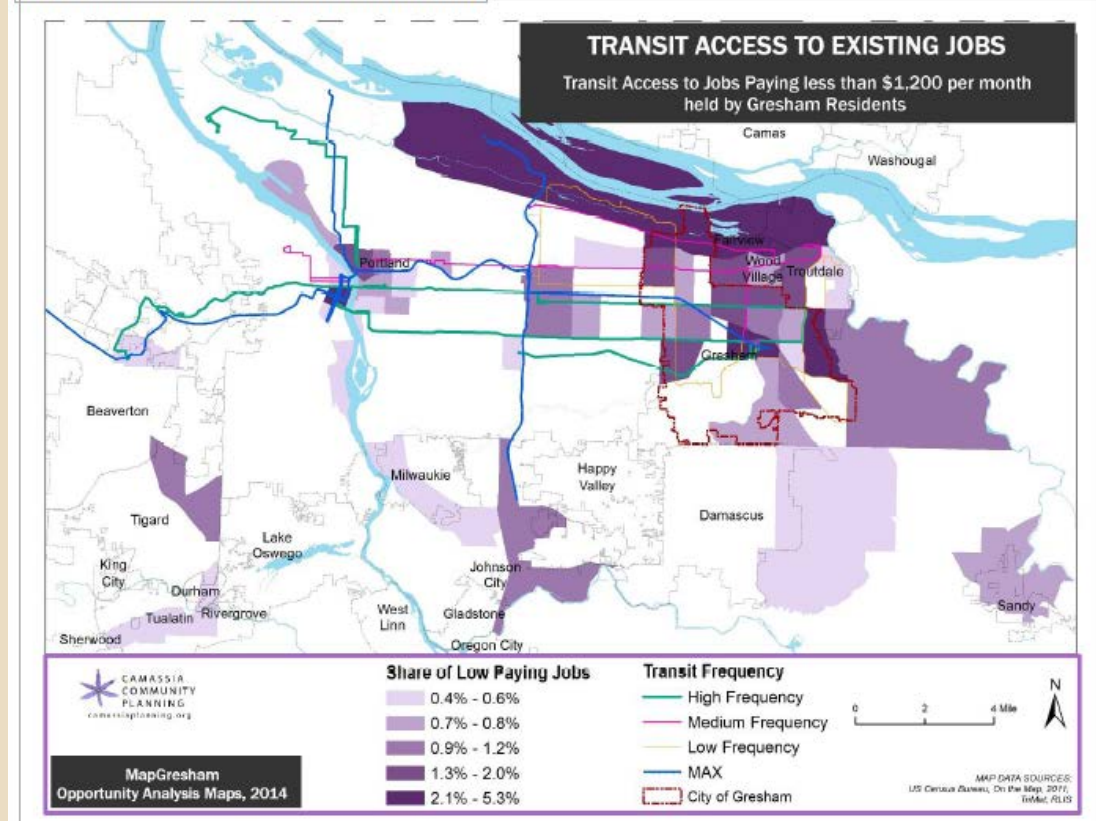 TRANSIT ACCESS TO EXISTING JOBS
Transit Access to Jobs Paying less than $1,200 per month
held by Gresham Residents
Camas
Washougal
Portland
Fairview
Wood
Village
Troutdale
Gresham
Beaverton
Milwaukie
Happy
Valley
Damascus
Tigard
Lake
Oswego
King
City
Durham
Tualatin
Rivergrove
Sherwood
West
Linn
Johnson
City
Gladstone
Oregon City
Sandy
CAMASSIA
COMMUNITY
PLANNING
camassiaplanning.org
MapGresham
Opportunity Analysis Maps, 2014
Share of Low Paying Jobs
0.4% - 0.6%
0.7% - 0.8%
0.9% - 1.2%
1.3% - 2.0%
2.1% - 5.3%
Transit Frequency
High Frequency
Medium Frequency
Low Frequency
MAX
City of Gresham
0 2 4 Mile
N
MAP DATA SOURCES:
US Census Bureau, On the Map, 2011;
TriMet, RLIS